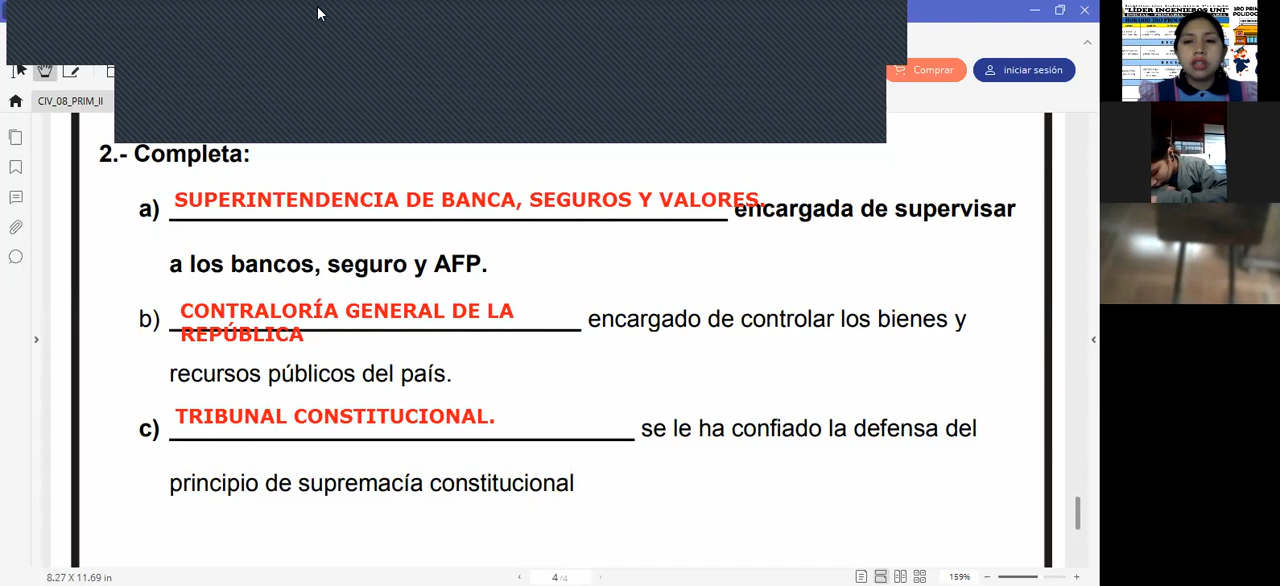 Comprar
iniciar sesión
CIV_08_PRIM_II
2.- Completa:
a) SUPERINTENDENCIA DE BANCA, SEGUROS Y VALORES. encargada de supervisar
a los bancos, seguro y AFP.
b) CONTRALORÍA GENERAL DE LA
REPÚBLICA encargado de controlar los bienes y
recursos públicos del país.
c) TRIBUNAL CONSTITUCIONAL. se le ha confiado la defensa del
principio de supremacía constitucional
8.27 X 11.69 in
4 /4
159%
"LÍDER INGENIEROS UNI"